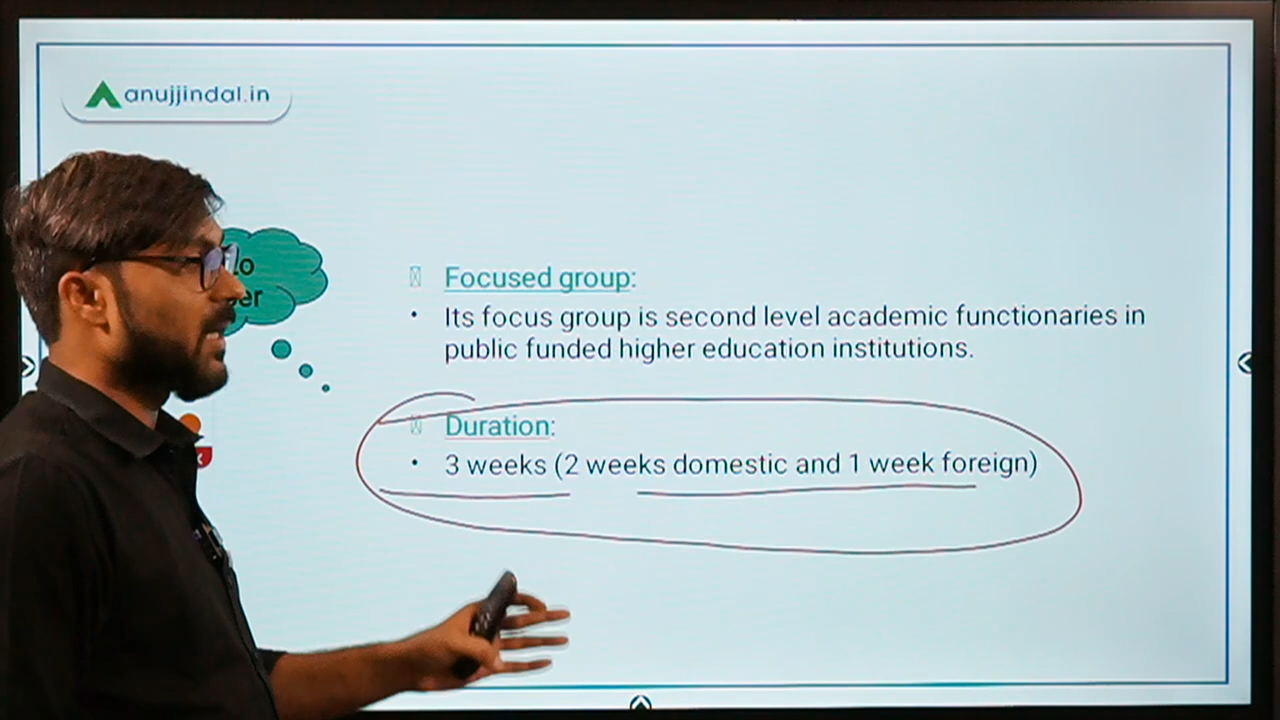 anujjindal.in
Focused group:
• Its focus group is second level academic functionaries in
public funded higher education institutions.
Duration:
• 3 weeks (2 weeks domestic and 1 week foreign)